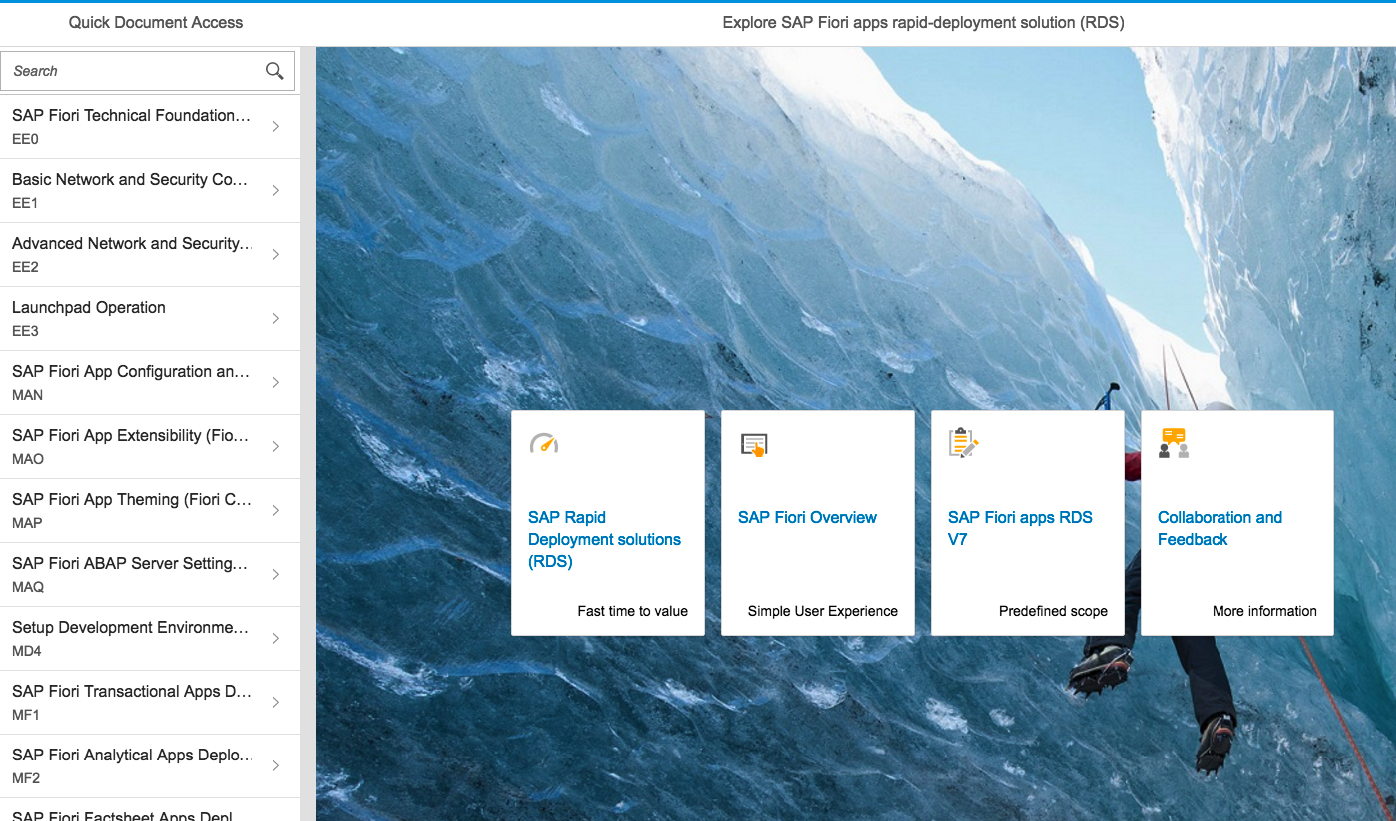 Quick Document Access
Explore SAP Fiori apps rapid-deployment solution (RDS)
Search
SAP Fiori Technical Foundation...
EE0
Basic Network and Security Co...
EE1
Advanced Network and Security...
EE2
Launchpad Operation
EE3
SAP Fiori App Configuration an...
MAN
SAP Fiori App Extensibility (Fio...
MAO
SAP Fiori App Theming (Fiori C...
MAP
SAP Fiori ABAP Server Setting...
MAQ
Setup Development Environme...
MD4
SAP Fiori Transactional Apps D...
MF1
SAP Fiori Analytical Apps Deplo...
MF2
SAP Fiori Factsheet Apps Depl
SAP Rapid
Deployment solutions
(RDS)
Fast time to value
SAP Fiori Overview
Simple User Experience
SAP Fiori apps RDS
V7
Predefined scope
Collaboration and
Feedback
More information